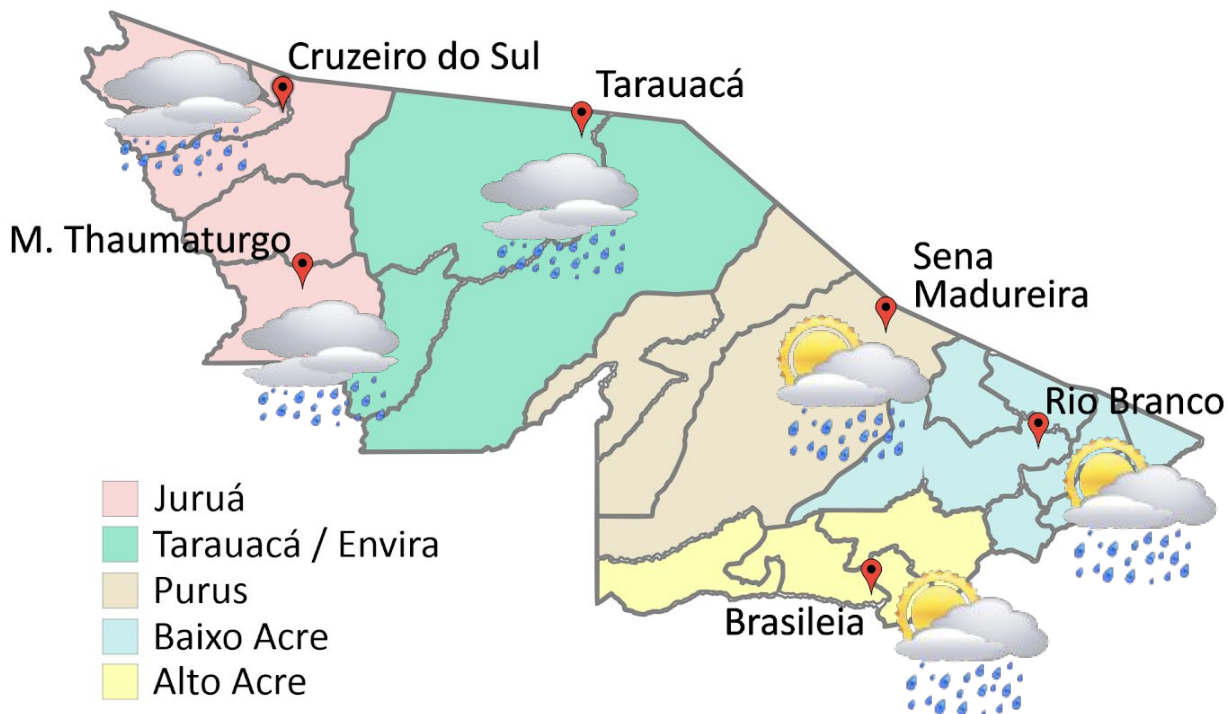 Cruzeiro do Sul
Tarauacá
M. Thaumaturgo
Sena
Madureira
Rio Branco
Brasileia
Juruá
Tarauacá / Envira
Purus
Baixo Acre
Alto Acre